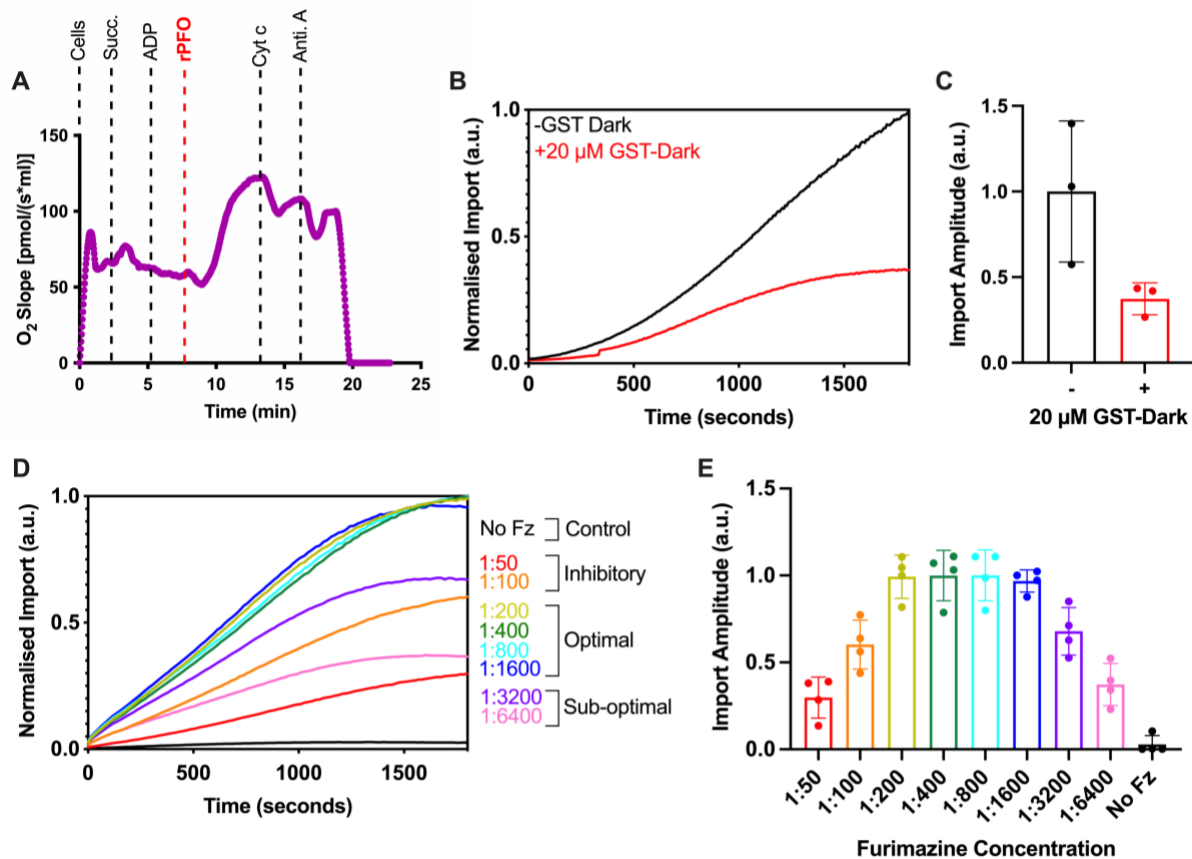 A
Cells
Succ.
ADP
rPFO
Cyt c
Anti. A
O2 Slope [pmol/(s*ml)]
150
100
50
0
0
5
10
15
20
25
Time (min)
B
Normalised Import (a.u.)
1.0
0.5
0.0
-GST Dark
+20 µM GST-Dark
0
500
1000
1500
Time (seconds)
C
Import Amplitude (a.u.)
1.5
1.0
0.5
0.0
-
+
20 µM GST-Dark
D
Normalised Import (a.u.)
1.0
0.5
0.0
0
500
1000
1500
Time (seconds)
No Fz
Control
1:50
1:100
Inhibitory
1:200
1:400
1:800
1:1600
Optimal
1:3200
1:6400
Sub-optimal
E
Import Amplitude (a.u.)
1.5
1.0
0.5
0.0
1:50
1:100
1:200
1:400
1:800
1:1600
1:3200
1:6400
No Fz
Furimazine Concentration